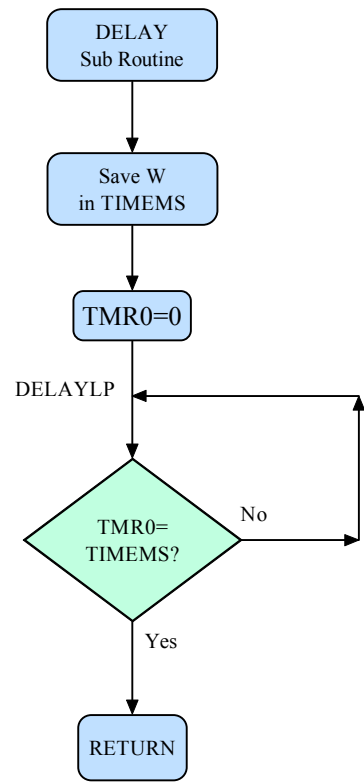 DELAY
Sub Routine
Save W
in TIMEMS
TMR0=0
DELAYLP
TMR0=
TIMEMS?
No
Yes
RETURN